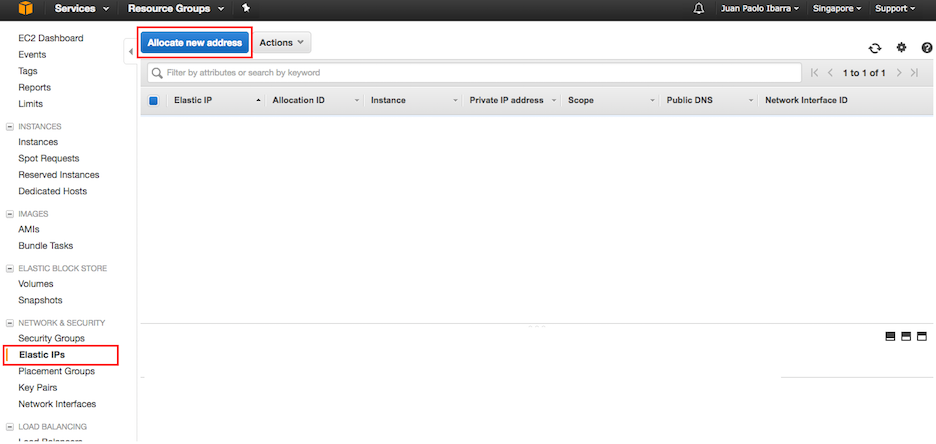 Services Resource Groups Juan Paolo Ibarra Singapore Support
EC2 Dashboard
Events
Tags
Reports
Limits
INSTANCES
Instances
Spot Requests
Reserved Instances
Dedicated Hosts
IMAGES
AMIs
Bundle Tasks
ELASTIC BLOCK STORE
Volumes
Snapshots
NETWORK & SECURITY
Security Groups
Elastic IPs
Placement Groups
Key Pairs
Network Interfaces
LOAD BALANCING
Load Balancers
Allocate new address Actions
Filter by attributes or search by keyword 1 to 1 of 1
Elastic IP Allocation ID Instance Private IP address Scope Public DNS Network Interface ID